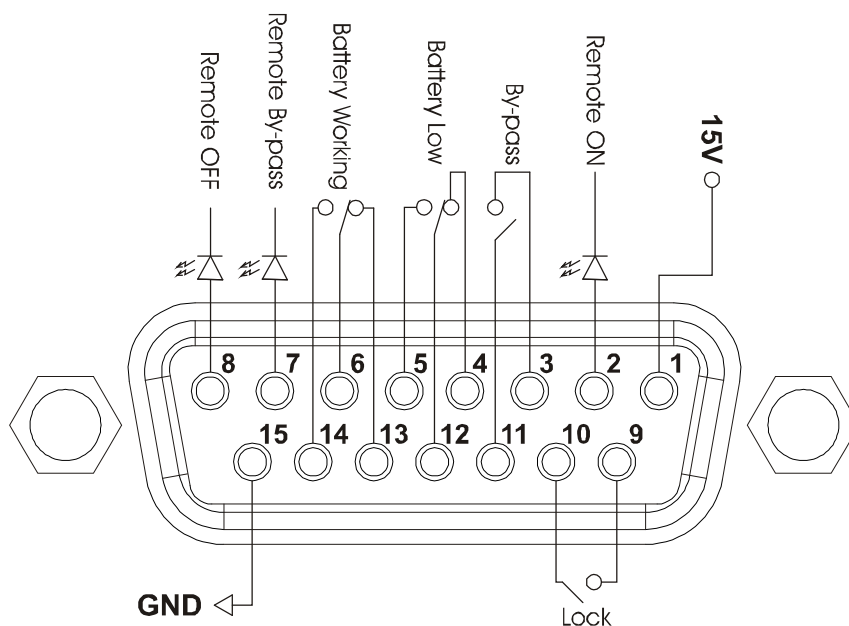 Remote OFF
Remote By-pass
Battery Working
Battery Low
By-pass
Remote ON
15V
8
7
6
5
4
3
2
1
15
14
13
12
11
10
9
GND
Lock